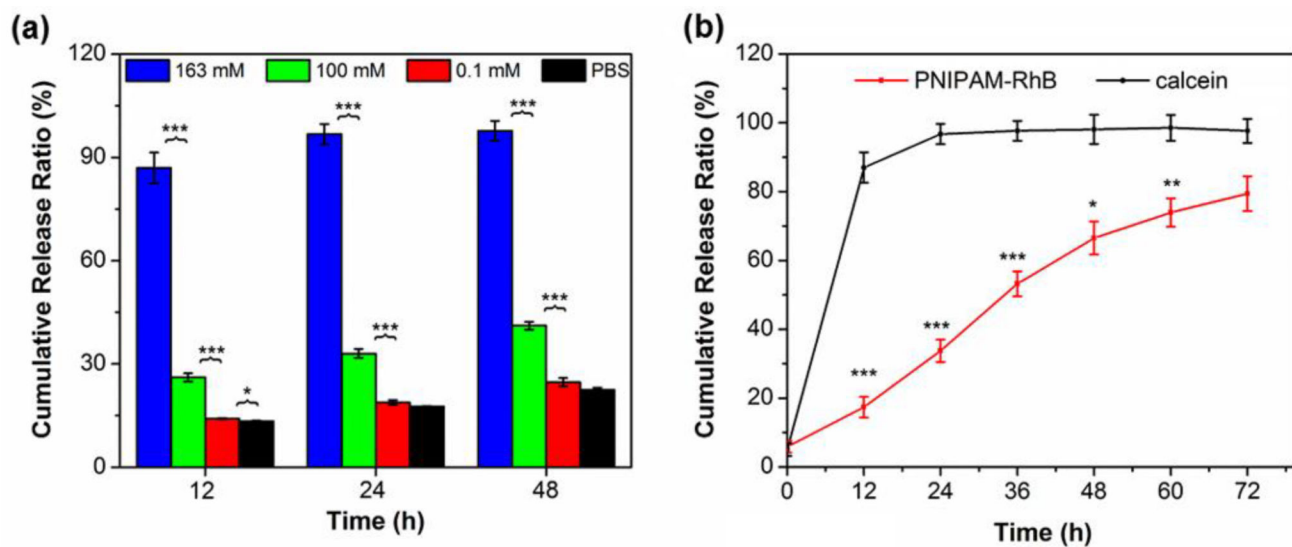 (a)
Cumulative Release Ratio (%)
120
90
60
30
0
163 mM 100 mM 0.1 mM PBS
*** *** ***
*** *** ***
*
12 24 48
Time (h)
(b)
Cumulative Release Ratio (%)
120
100
80
60
40
20
0
PNIPAM-RhB calcein
*** *** *** * **
0 12 24 36 48 60 72
Time (h)